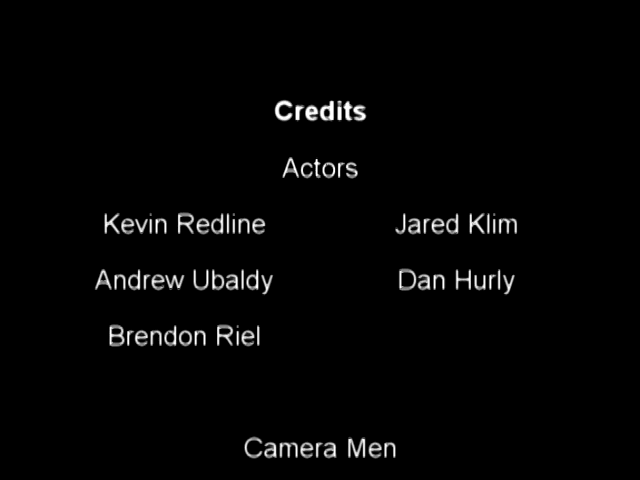 Credits
Actors
Kevin Redline Jared Klim
Andrew Ubaldy Dan Hurly
Brendon Riel
Camera Men